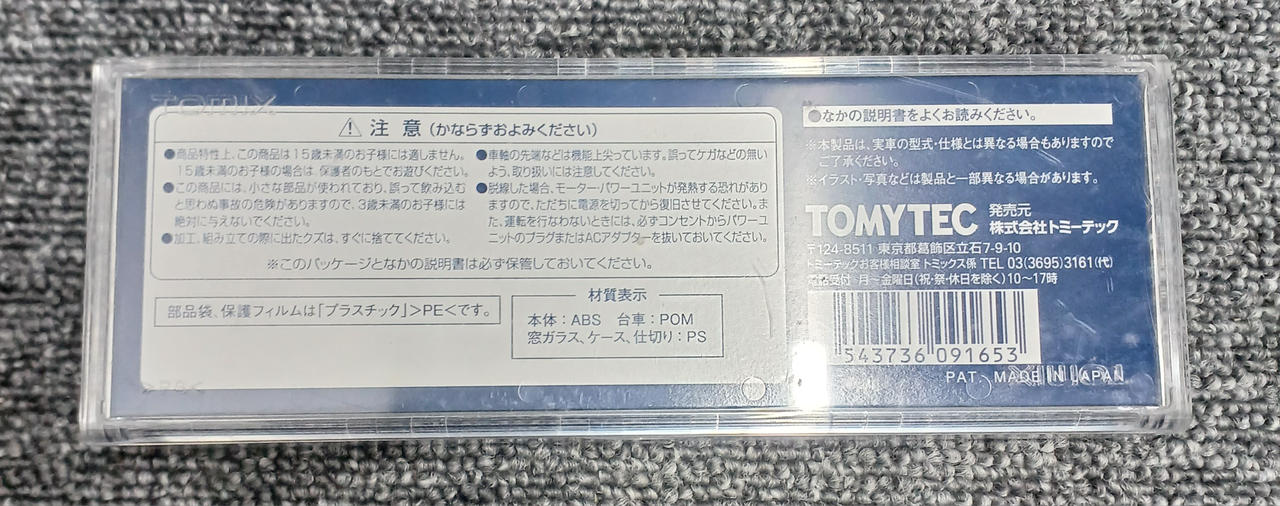 TOMIX
⚠ 注 意 (かならずおよみください)
●商品特性上、この商品は15歳未満のお子様には適しません。
15歳未満のお子様の場合は、保護者のもとでお遊びください。
●この商品には、小さな部品が使われており、誤って飲み込む
と思わぬ事故の危険がありますので、3歳未満のお子様には
絶対に与えないでください。
●加工、組み立ての際に出たクズは、すぐに捨ててください。
●車軸の先端などは機能上尖っています。誤ってケガなどの無い
よう、取り扱いには注意してください。
●脱線した場合、モーター・パワーユニットが発熱する恐れがあり
ますので、ただちに電源を切ってから復旧させてください。ま
た、運転を行なわないときには、必ずコンセントからパワーユ
ニットのプラグまたはACアダプターを抜いておいてください。
※このパッケージとなかの説明書は必ず保管しておいてください。
部品袋、保護フィルムは「プラスチック」>PE<です。
材質表示
本体：ABS 台車：POM
窓ガラス、ケース、仕切り：PS
>PS<
●なかの説明書をよくお読みください。
※本製品は、実車の型式・仕様とは異なる場合もありますので
ご了承ください。
※イラスト・写真などは製品と一部異なる場合があります。
TOMYTEC 発売元 株式会社トミーテック
〒124-8511 東京都葛飾区立石7-9-10
トミーテックお客様相談室 トミックス係 TEL 03(3695)3161(代)
電話受付・月〜金曜日(祝・祭・休日を除く)10〜17時
543736 091653
PAT. MADE IN JAPAN